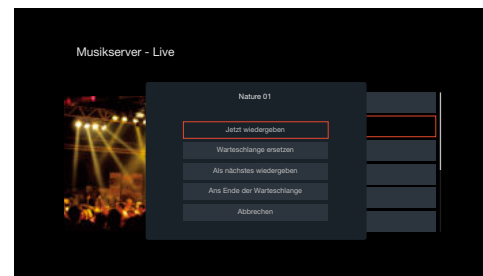 Musikserver - Live
Nature 01
Jetzt wiedergeben
Warteschlange ersetzen
Als nächstes wiedergeben
Ans Ende der Warteschlange
Abbrechen